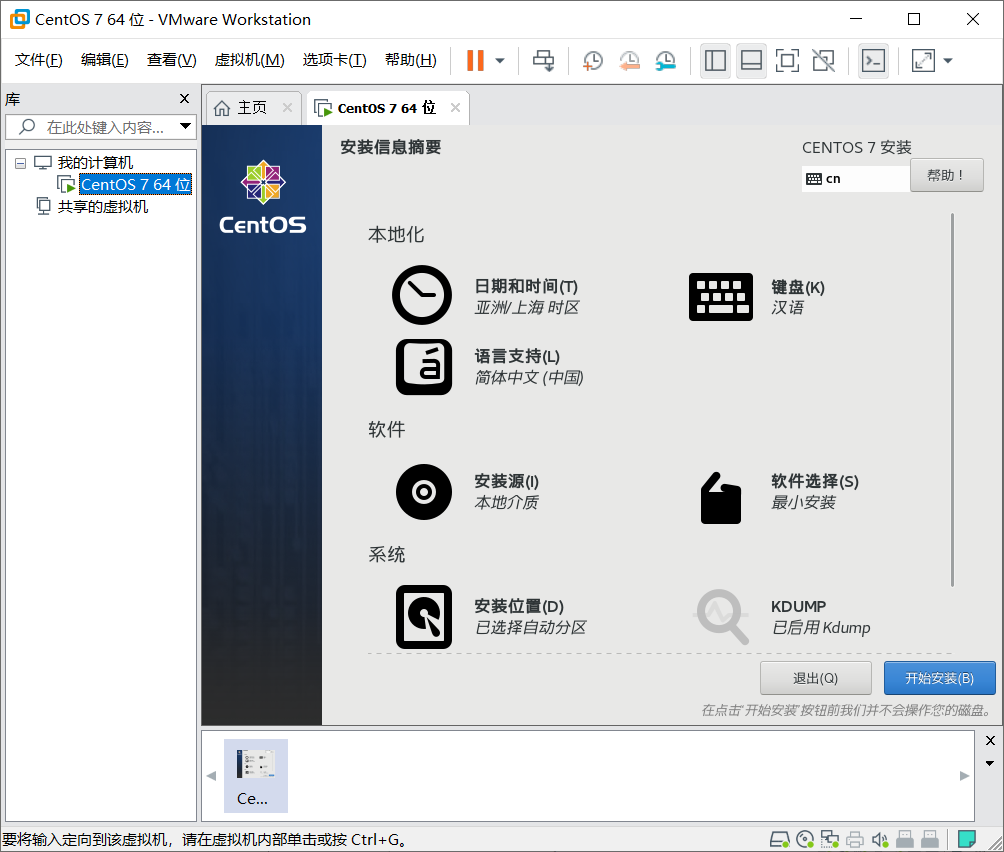 CentOS 7 64 位 - VMware Workstation
文件(F) 编辑(E) 查看(V) 虚拟机(M) 选项卡(T) 帮助(H)
库
在此处键入内容...
我的计算机
CentOS 7 64 位
共享的虚拟机
主页
CentOS 7 64 位
CentOS
安装信息摘要
CENTOS 7 安装
cn
帮助！
本地化
日期和时间(T)
亚洲/上海 时区
键盘(K)
汉语
语言支持(L)
简体中文 (中国)
软件
安装源(I)
本地介质
软件选择(S)
最小安装
系统
安装位置(D)
已选择自动分区
KDUMP
已启用 Kdump
退出(Q)
开始安装(B)
在点击'开始安装'按钮前我们并不会操作您的磁盘。
Ce...
要将输入定向到该虚拟机，请在虚拟机内部单击或按 Ctrl+G。